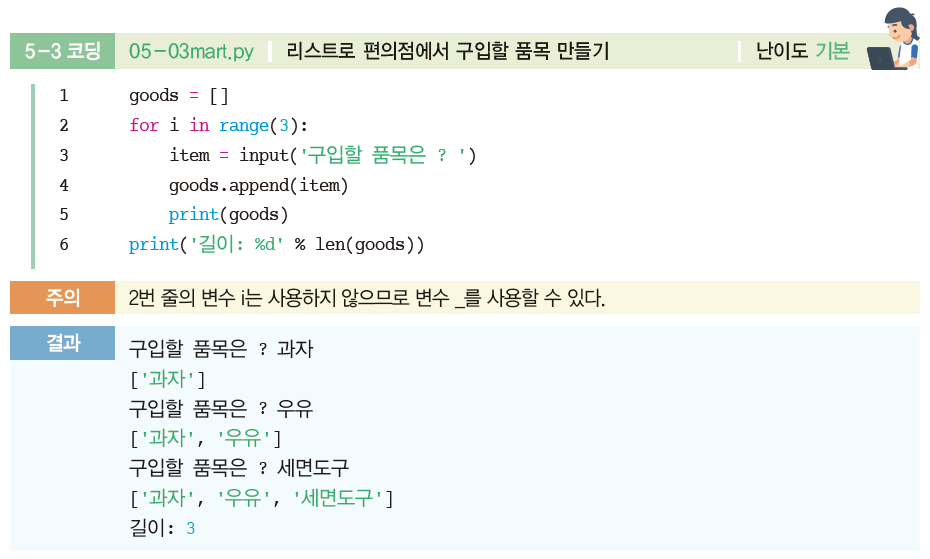 5-3 코딩 05-03mart.py 리스트로 편의점에서 구입할 품목 만들기 난이도 기본
1 goods = []
2 for i in range(3):
3     item = input('구입할 품목은 ? ')
4     goods.append(item)
5     print(goods)
6 print('길이: %d' % len(goods))
주의 2번 줄의 변수 i는 사용하지 않으므로 변수 _를 사용할 수 있다.
결과 구입할 품목은 ? 과자
['과자']
구입할 품목은 ? 우유
['과자', '우유']
구입할 품목은 ? 세면도구
['과자', '우유', '세면도구']
길이: 3